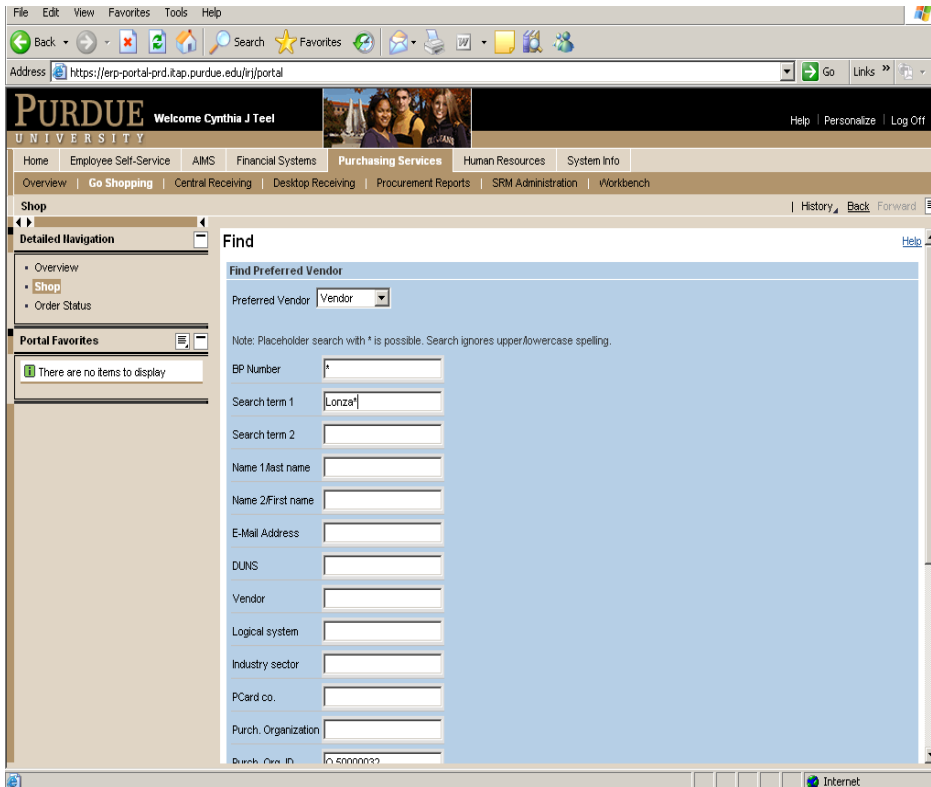 File Edit View Favorites Tools Help
Back Search Favorites
Address https://erp-portal-prd.itap.purdue.edu/irj/portal Go Links »
PURDUE Welcome Cynthia J Teel Help | Personalize | Log Off
UNIVERSITY
Home Employee Self-Service AIMS Financial Systems Purchasing Services Human Resources System Info
Overview | Go Shopping | Central Receiving | Desktop Receiving | Procurement Reports | SRM Administration | Workbench
Shop | History Back Forward
Detailed Navigation
Overview
Shop
Order Status
Portal Favorites
There are no items to display
Find Help
Find Preferred Vendor
Preferred Vendor Vendor
Note: Placeholder search with * is possible. Search ignores upper/lowercase spelling.
BP Number *
Search term 1 Lonza*
Search term 2
Name 1/last name
Name 2/First name
E-Mail Address
DUNS
Vendor
Logical system
Industry sector
PCard co.
Purch. Organization
Purch. Org. ID O 50000032
Internet